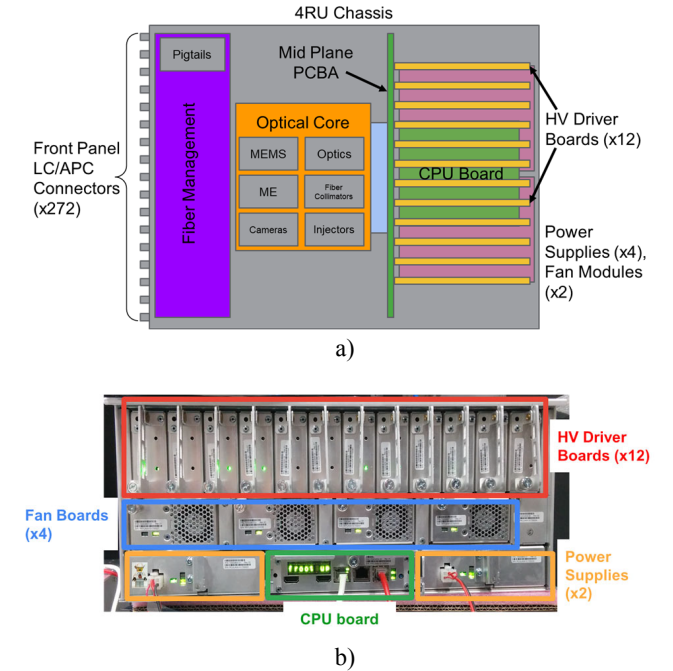 4RU Chassis
Pigtails
Fiber Management
Mid Plane
PCBA
Optical Core
MEMS
Optics
ME
Fiber
Collimators
Cameras
Injectors
CPU Board
Front Panel
LC/APC
Connectors
(x272)
HV Driver
Boards (x12)
Power
Supplies (x4),
Fan Modules
(x2)
a)
HV Driver
Boards (x12)
Fan Boards
(x4)
Power
Supplies
(x2)
CPU board
b)